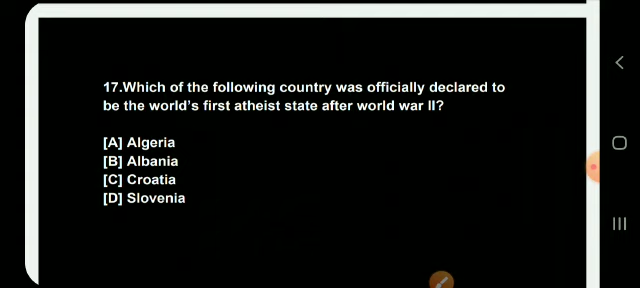 17.Which of the following country was officially declared to
be the world's first atheist state after world war II?
[A] Algeria
[B] Albania
[C] Croatia
[D] Slovenia